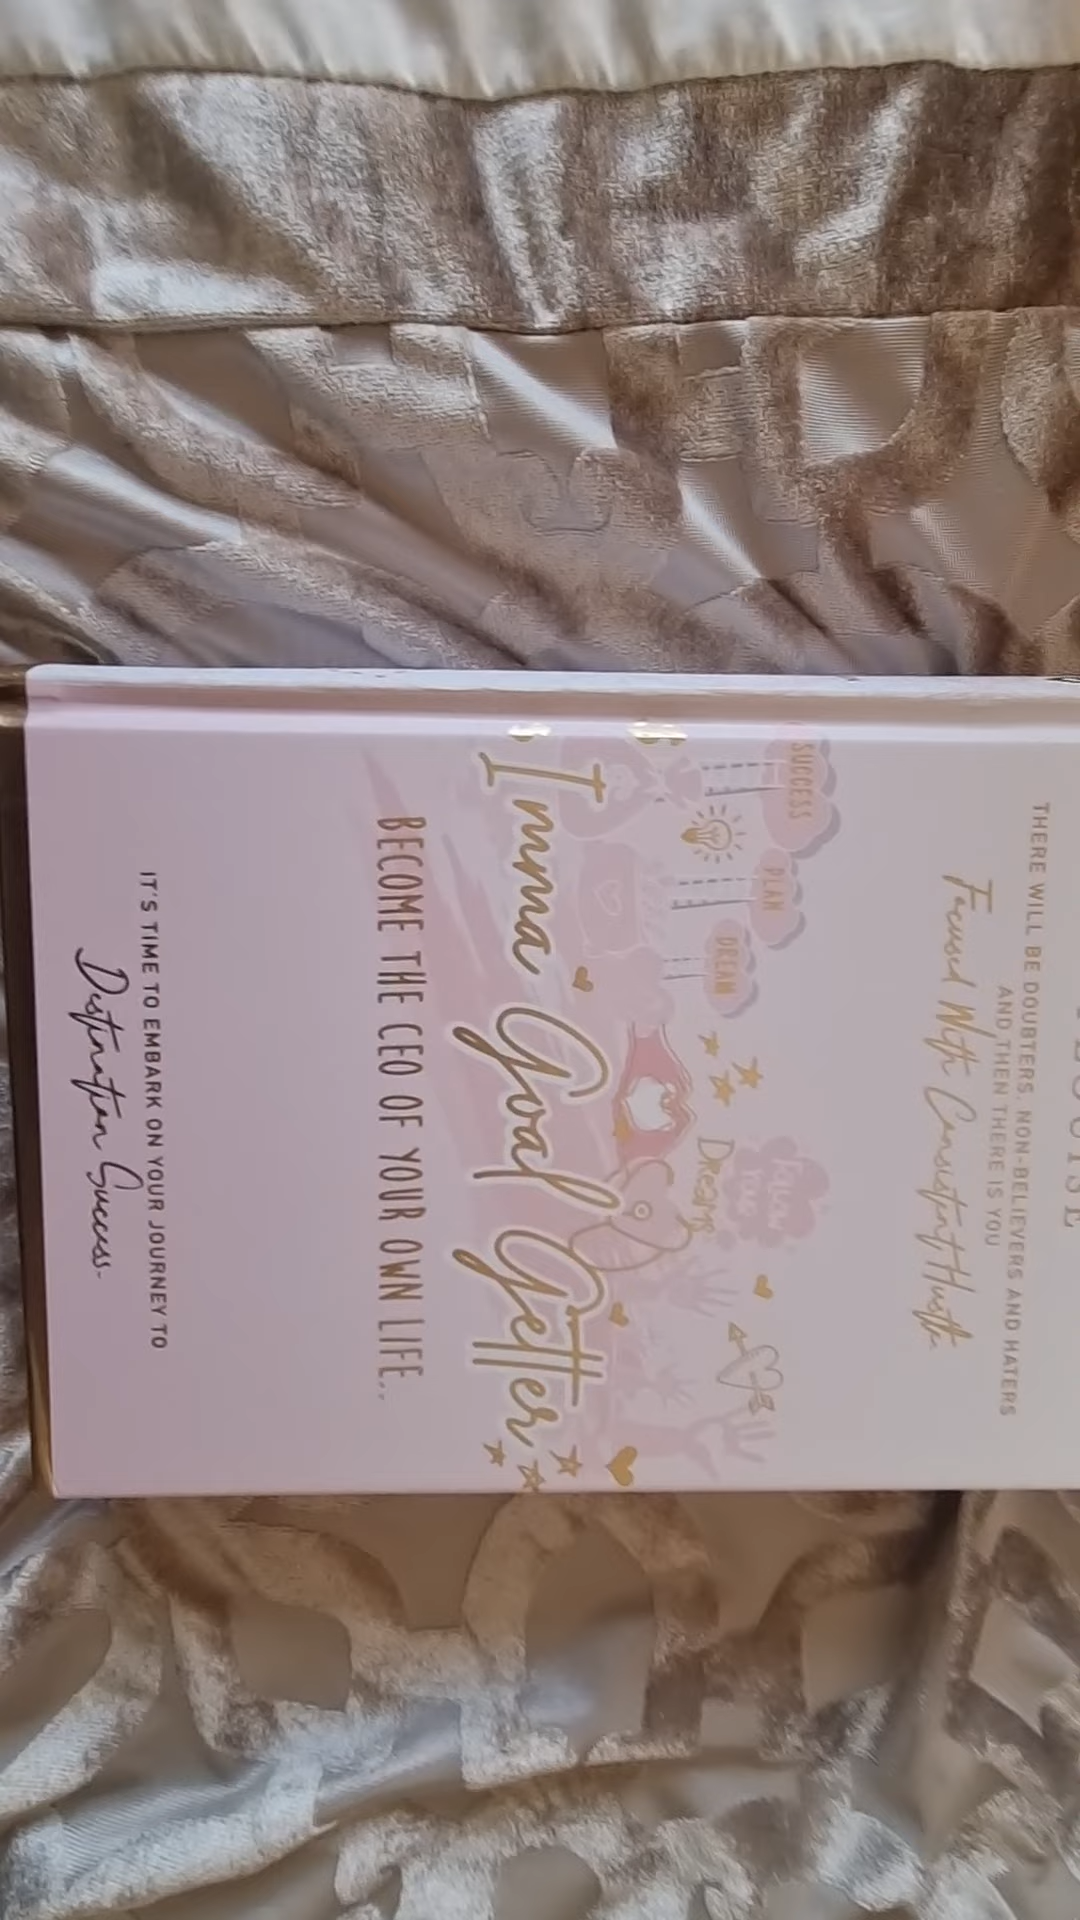 THERE WILL BE DOUBTERS, NON-BELIEVERS AND HATERS
AND THEN THERE IS YOU
Focused With Consistent Hustle
SUCCESS
PLAN
DREAM
Dreams
FOLLOW
YOUR
Imma Goal Getter
BECOME THE CEO OF YOUR OWN LIFE..
IT'S TIME TO EMBARK ON YOUR JOURNEY TO
Destination Success-